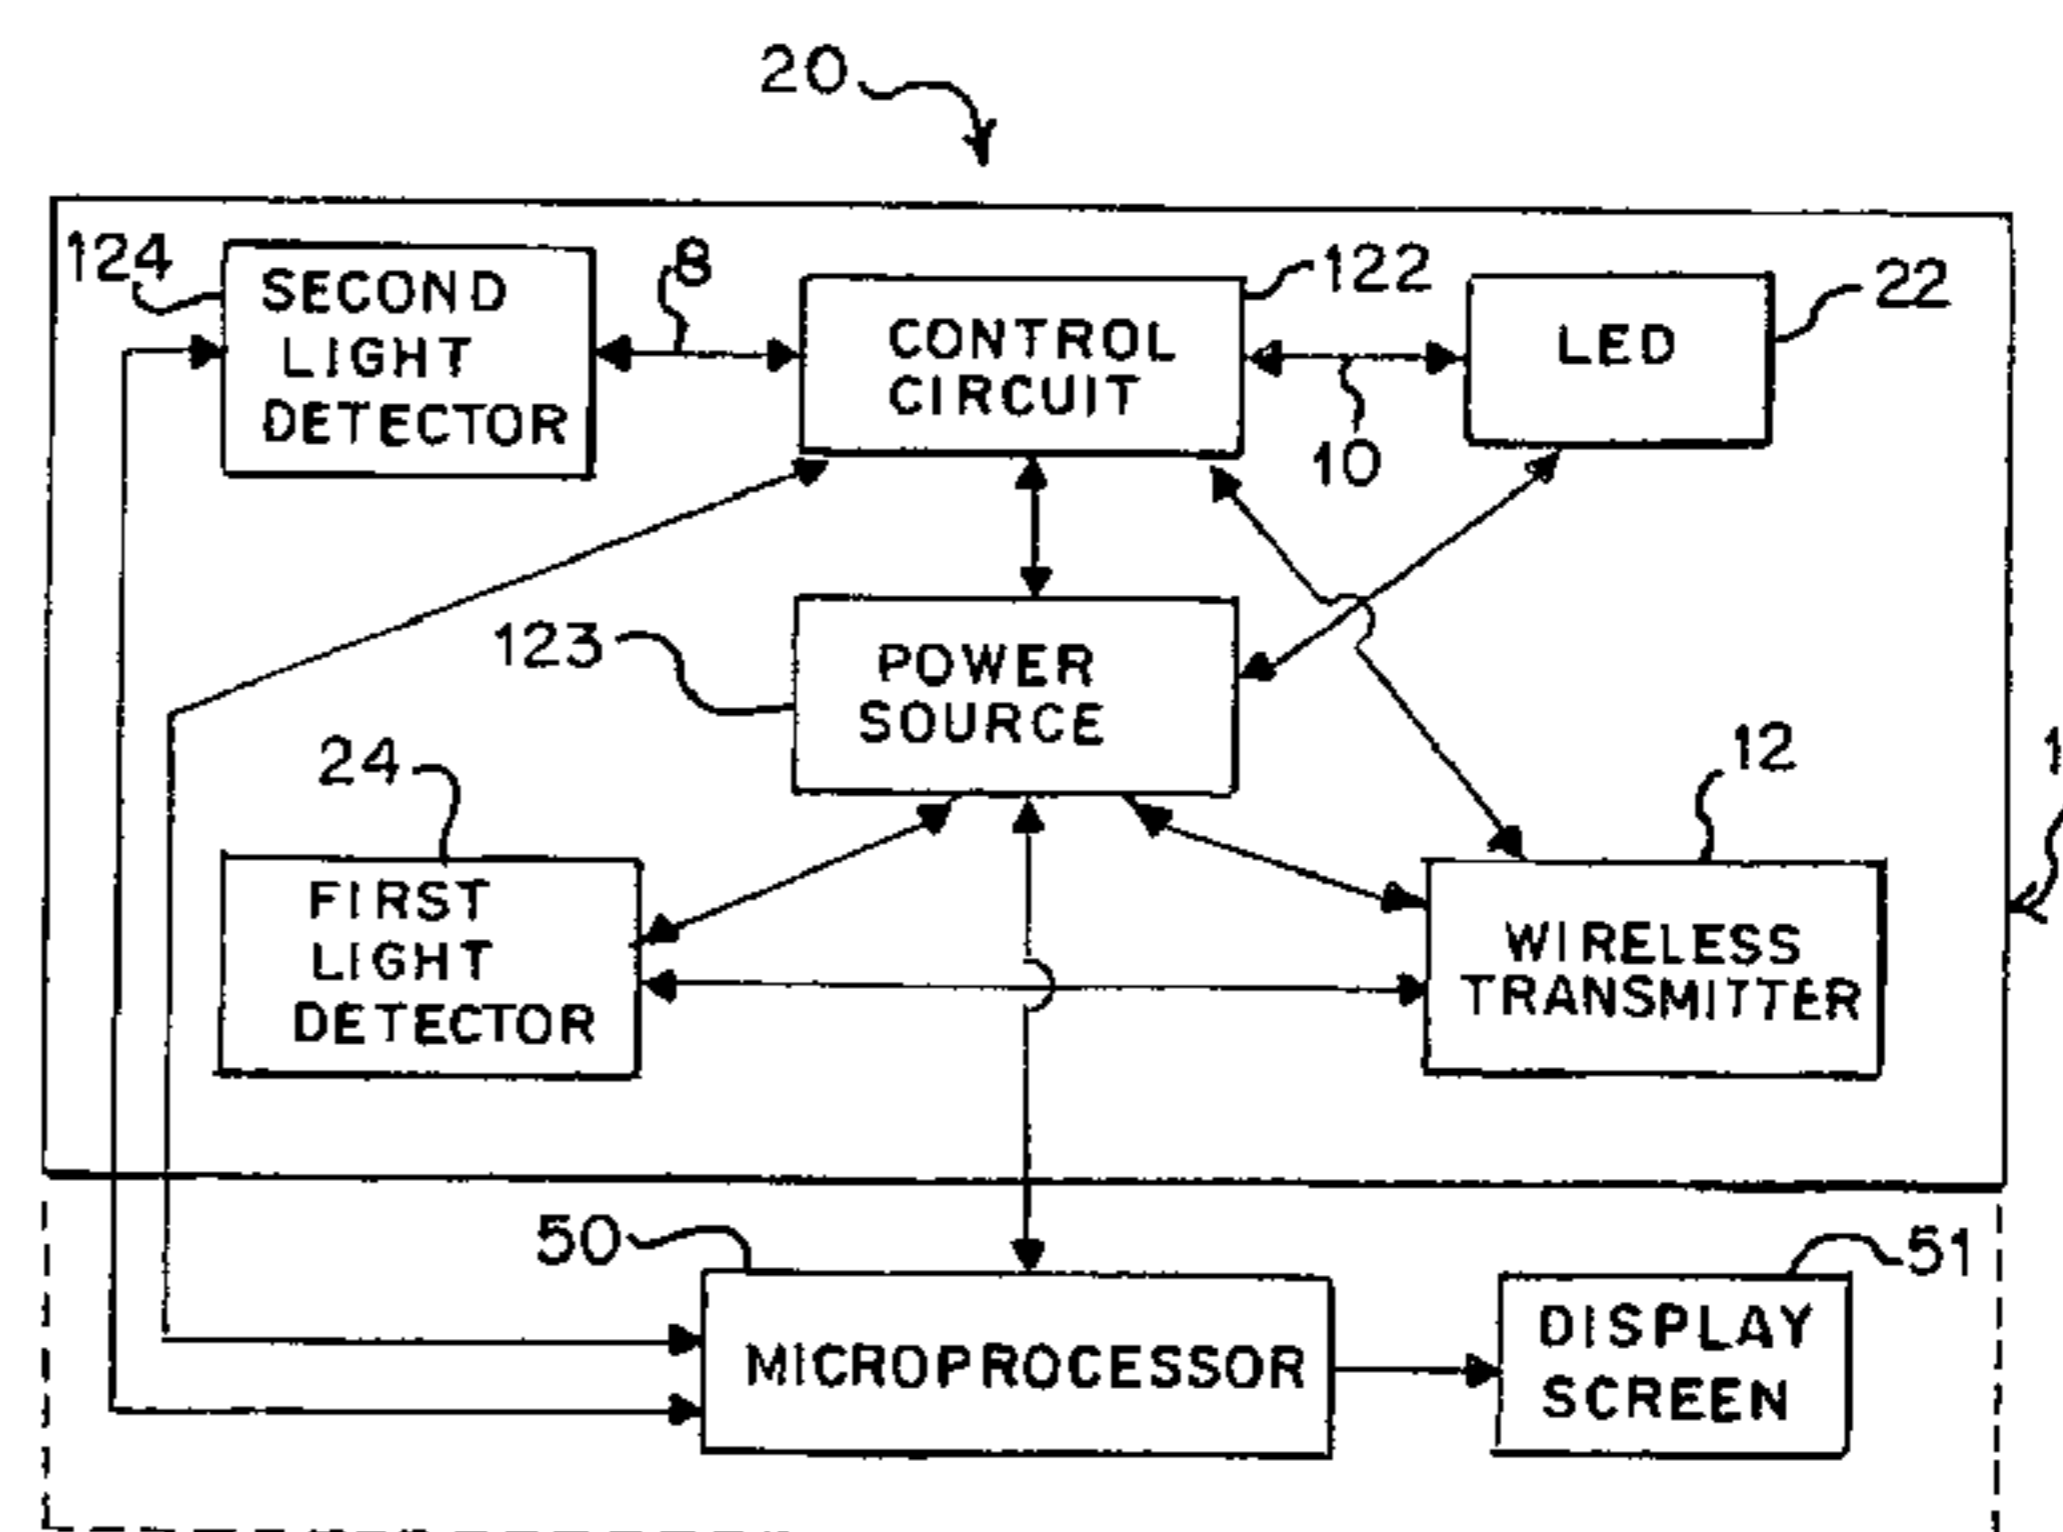 20
124
SECOND
LIGHT
DETECTOR
8
CONTROL
CIRCUIT
122
LED
22
10
123
POWER
SOURCE
24
FIRST
LIGHT
DETECTOR
12
WIRELESS
TRANSMITTER
50
MICROPROCESSOR
51
DISPLAY
SCREEN